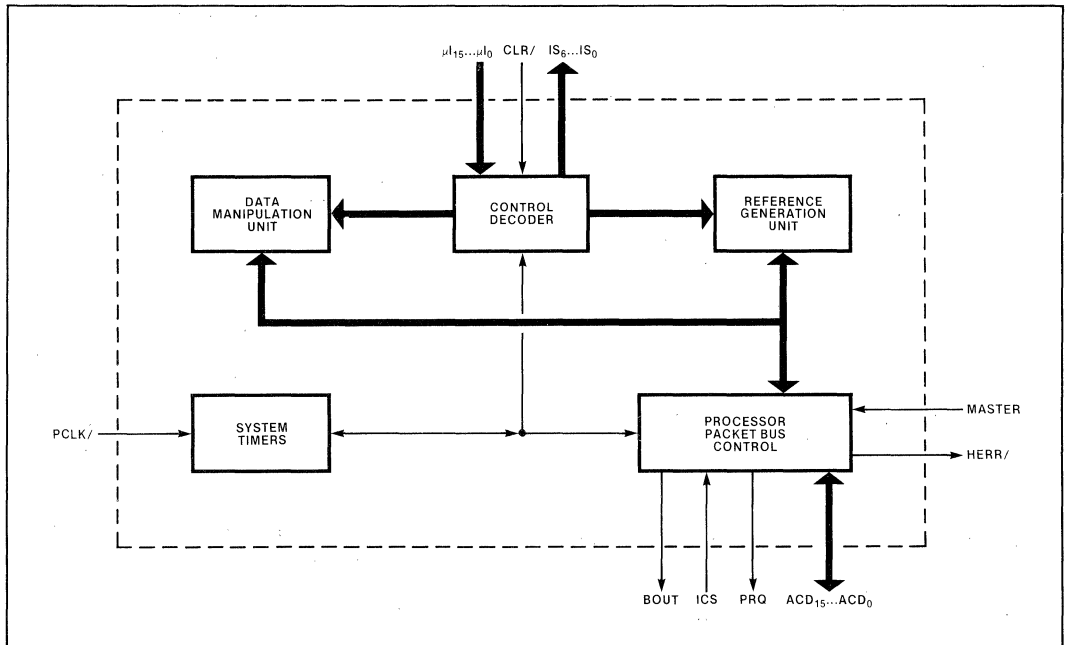 μI₁₅...μI₀ CLR/ IS₆...IS₀
DATA
MANIPULATION
UNIT
CONTROL
DECODER
REFERENCE
GENERATION
UNIT
PCLK/
SYSTEM
TIMERS
PROCESSOR
PACKET BUS
CONTROL
MASTER
HERR/
BOUT ICS PRQ ACD₁₅...ACD₀